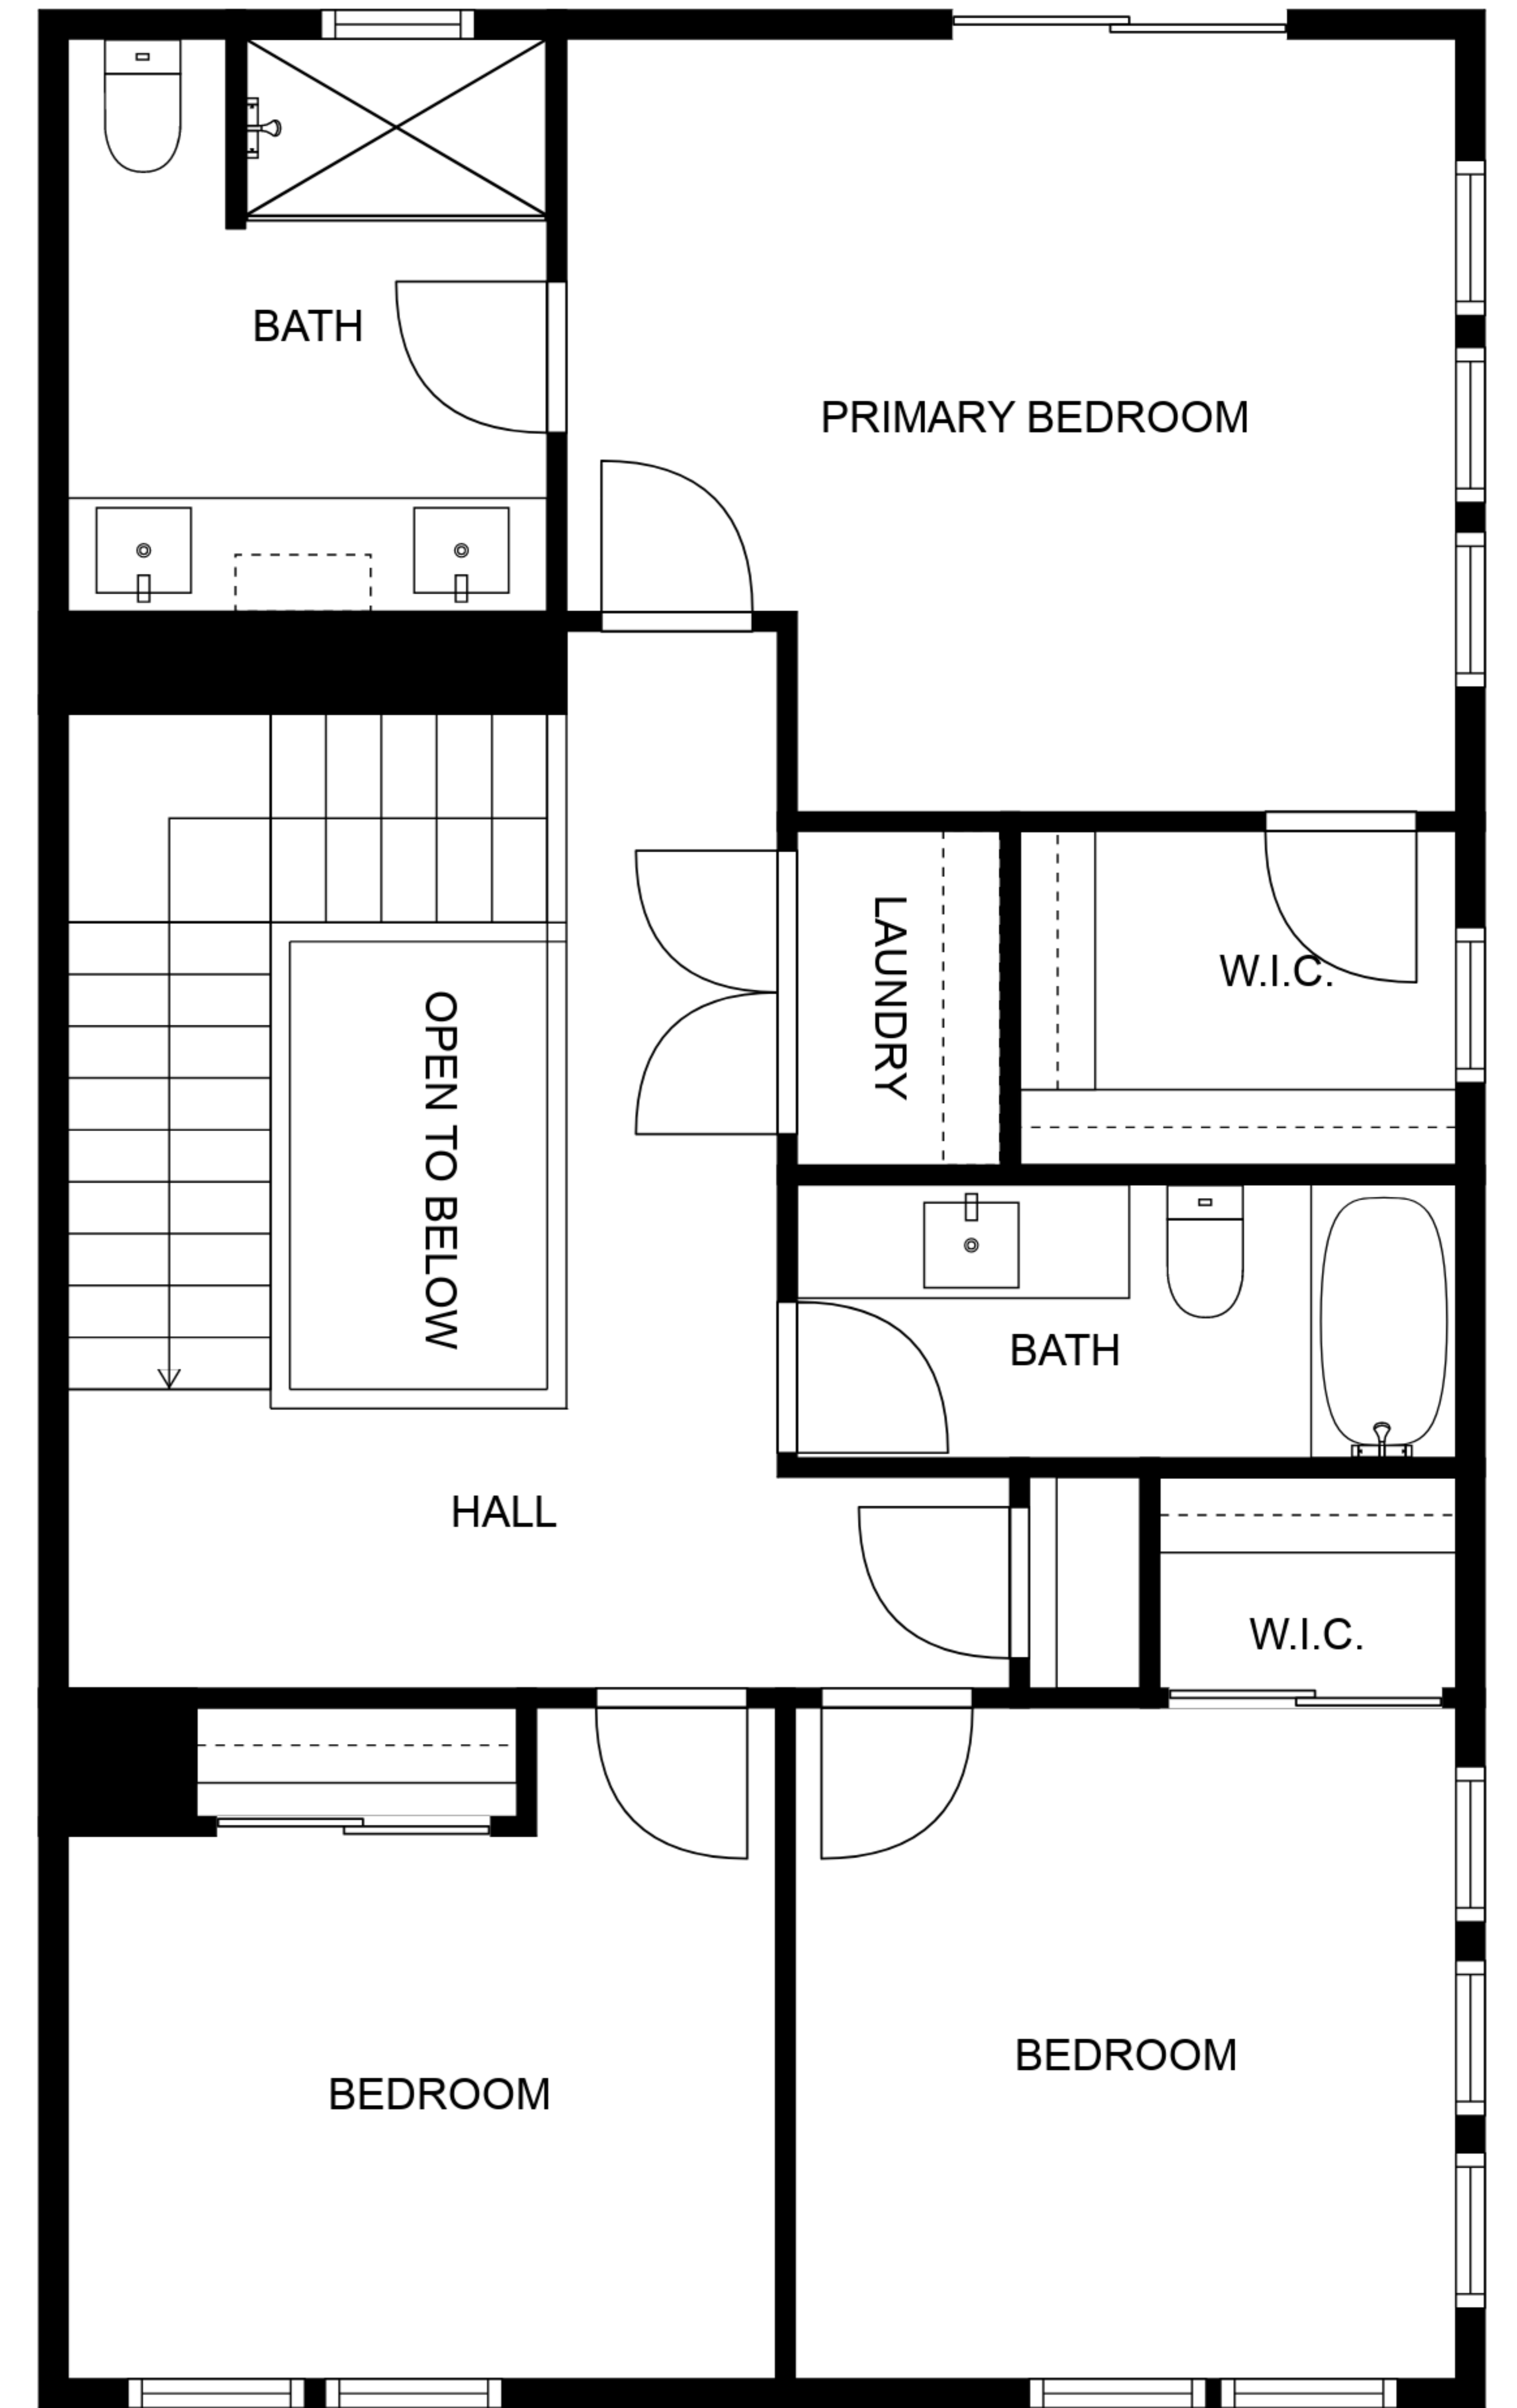 BATH
PRIMARY BEDROOM
LAUNDRY
W.I.C.
OPEN TO BELOW
BATH
HALL
W.I.C.
BEDROOM
BEDROOM